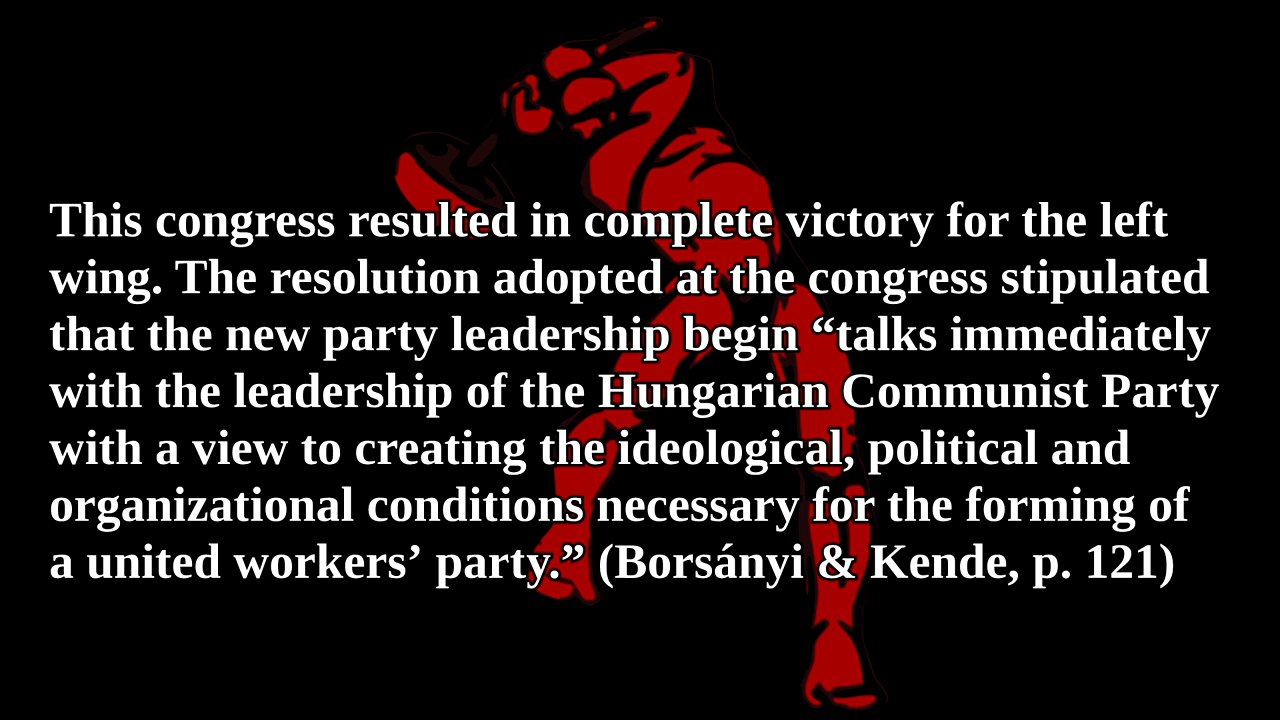 This congress resulted in complete victory for the left
wing. The resolution adopted at the congress stipulated
that the new party leadership begin “talks immediately
with the leadership of the Hungarian Communist Party
with a view to creating the ideological, political and
organizational conditions necessary for the forming of
a united workers’ party.” (Borsányi & Kende, p. 121)